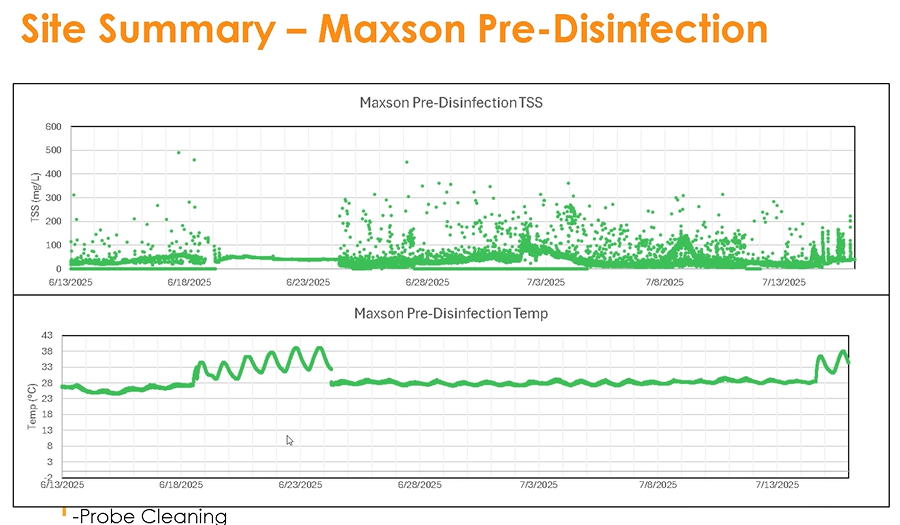 Site Summary – Maxson Pre-Disinfection
Maxson Pre-Disinfection TSS
600
500
400
300
200
100
0
TSS (mg/L)
6/13/2025 6/18/2025 6/23/2025 6/28/2025 7/3/2025 7/8/2025 7/13/2025
Maxson Pre-Disinfection Temp
43
38
33
28
23
18
13
8
3
-2
Temp (°C)
6/13/2025 6/18/2025 6/23/2025 6/28/2025 7/3/2025 7/8/2025 7/13/2025
-Probe Cleaning